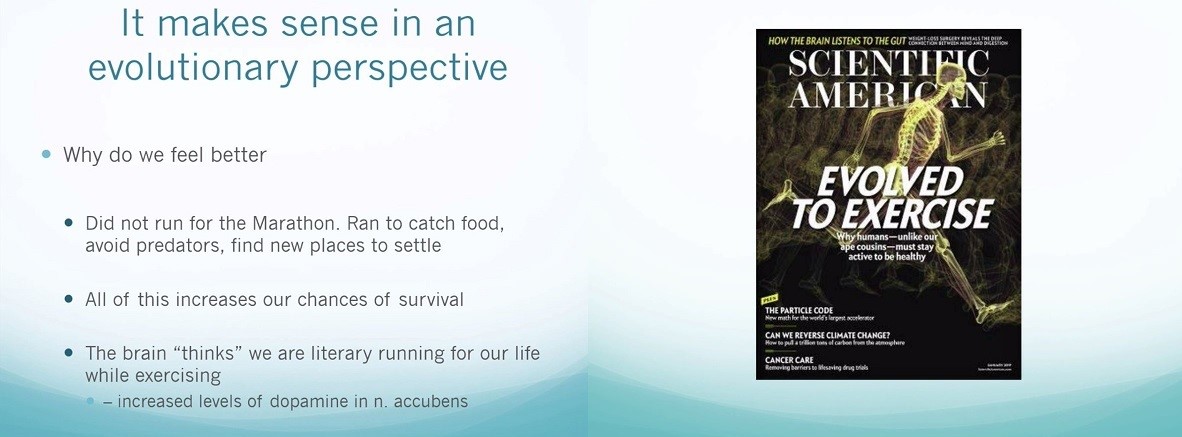 It makes sense in an
evolutionary perspective
Why do we feel better
Did not run for the Marathon. Ran to catch food,
avoid predators, find new places to settle
All of this increases our chances of survival
The brain “thinks” we are literary running for our life
while exercising
– increased levels of dopamine in n. accubens
HOW THE BRAIN LISTENS TO THE GUT WEIGHT-LOSS SURGERY REVEALS THE DEEP
CONNECTION BETWEEN MIND AND DIGESTION
SCIENTIFIC
AMERICAN
EVOLVED
TO EXERCISE
Why humans—unlike our
ape cousins—must stay
active to be healthy
PLUS
THE PARTICLE CODE
New math for the world's largest accelerator
CAN WE REVERSE CLIMATE CHANGE?
How to pull a trillion tons of carbon from the atmosphere
CANCER CARE
Removing barriers to lifesaving drug trials